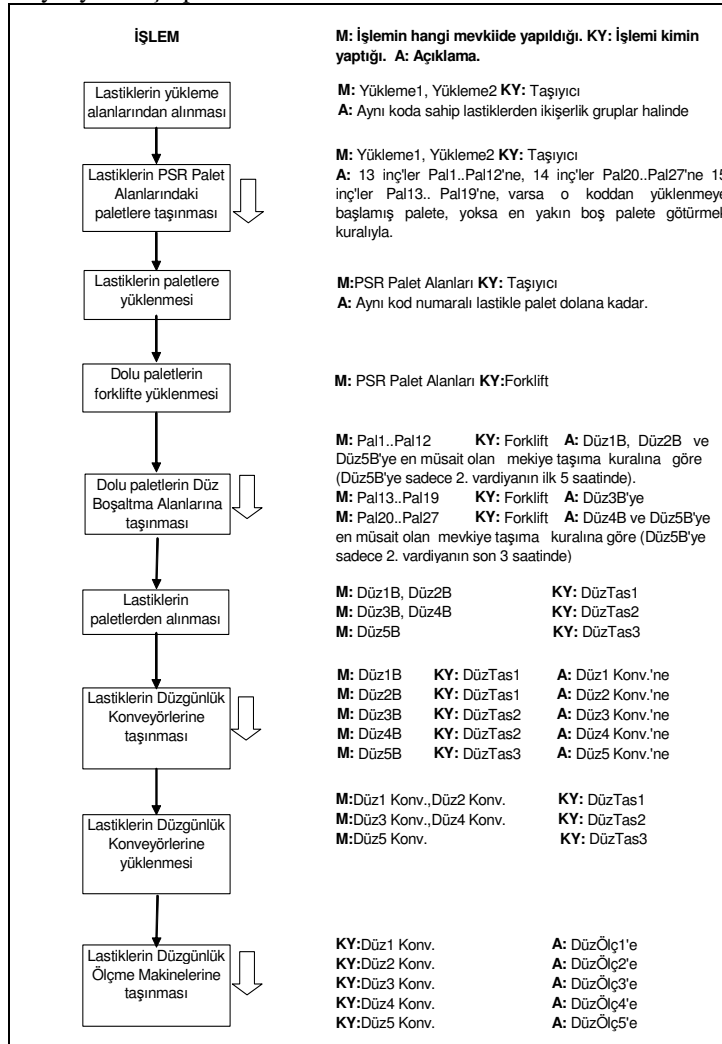 İŞLEM
M: İşlemin hangi mevkiide yapıldığı. KY: İşlemi kimin
yaptığı. A: Açıklama.
Lastiklerin yükleme
alanlarından alınması
M: Yükleme1, Yükleme2 KY: Taşıyıcı
A: Aynı koda sahip lastiklerden ikişerlik gruplar halinde
Lastiklerin PSR Palet
Alanlarındaki
paletlere taşınması
M: Yükleme1, Yükleme2 KY: Taşıyıcı
A: 13 inç'ler Pal1..Pal12'ne, 14 inç'ler Pal20..Pal27'ne 15
inç'ler Pal13.. Pal19'ne, varsa o koddan yüklenmeye
başlamış palete, yoksa en yakın boş palete götürmek
kuralıyla.
Lastiklerin paletlere
yüklenmesi
M:PSR Palet Alanları KY: Taşıyıcı
A: Aynı kod numaralı lastikle palet dolana kadar.
Dolu paletlerin
forklifte yüklenmesi
M: PSR Palet Alanları KY:Forklift
Dolu paletlerin Düz
Boşaltma Alanlarına
taşınması
M: Pal1..Pal12 KY: Forklift A: Düz1B, Düz2B ve
Düz5B'ye en müsait olan mekiye taşıma kuralına göre
(Düz5B'ye sadece 2. vardiyanın ilk 5 saatinde).
M: Pal13..Pal19 KY: Forklift A: Düz3B'ye
M: Pal20..Pal27 KY: Forklift A: Düz4B ve Düz5B'ye
en müsait olan mevkiye taşıma kuralına göre (Düz5B'ye
sadece 2. vardiyanın son 3 saatinde)
Lastiklerin
paletlerden alınması
M: Düz1B, Düz2B KY: DüzTas1
M: Düz3B, Düz4B KY: DüzTas2
M: Düz5B KY: DüzTas3
Lastiklerin Düzgünlük
Konveyörlerine
taşınması
M: Düz1B KY: DüzTas1 A: Düz1 Konv.'ne
M: Düz2B KY: DüzTas1 A: Düz2 Konv.'ne
M: Düz3B KY: DüzTas2 A: Düz3 Konv.'ne
M: Düz4B KY: DüzTas2 A: Düz4 Konv.'ne
M: Düz5B KY: DüzTas3 A: Düz5 Konv.'ne
Lastiklerin Düzgünlük
Konveyörlerine
yüklenmesi
M:Düz1 Konv.,Düz2 Konv. KY: DüzTas1
M:Düz3 Konv.,Düz4 Konv. KY: DüzTas2
M:Düz5 Konv. KY: DüzTas3
Lastiklerin Düzgünlük
Ölçme Makinelerine
taşınması
KY:Düz1 Konv. A: DüzÖlç1'e
KY:Düz2 Konv. A: DüzÖlç2'e
KY:Düz3 Konv. A: DüzÖlç3'e
KY:Düz4 Konv. A: DüzÖlç4'e
KY:Düz5 Konv. A: DüzÖlç5'e